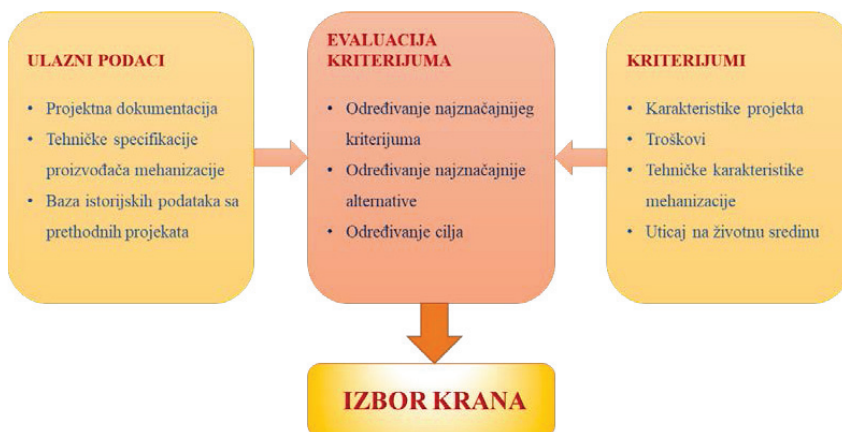 ULAZNI PODACI
• Projektna dokumentacija
• Tehničke specifikacije
proizvođača mehanizacije
• Baza istorijskih podataka sa
prethodnih projekata
EVALUACIJA
KRITERIJUMA
• Određivanje najznačajnijeg
kriterijuma
• Određivanje najznačajnije
alternative
• Određivanje cilja
KRITERIJUMI
• Karakteristike projekta
• Troškovi
• Tehničke karakteristike
mehanizacije
• Uticaj na životnu sredinu
IZBOR KRANA